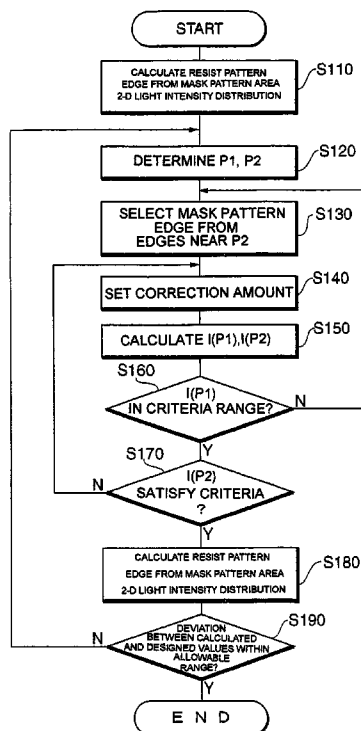 START
CALCULATE RESIST PATTERN
EDGE FROM MASK PATTERN AREA
2-D LIGHT INTENSITY DISTRIBUTION
S110
DETERMINE P1, P2
S120
SELECT MASK PATTERN
EDGE FROM
EDGES NEAR P2
S130
SET CORRECTION AMOUNT
S140
CALCULATE I(P1),I(P2)
S150
S160
I(P1)
IN CRITERIA RANGE?
N
Y
S170
I(P2)
SATISFY CRITERIA
?
N
Y
CALCULATE RESIST PATTERN
EDGE FROM MASK PATTERN AREA
2-D LIGHT INTENSITY DISTRIBUTION
S180
DEVIATION
BETWEEN CALCULATED
AND DESIGNED VALUES WITHIN
ALLOWABLE
RANGE?
S190
N
Y
E N D